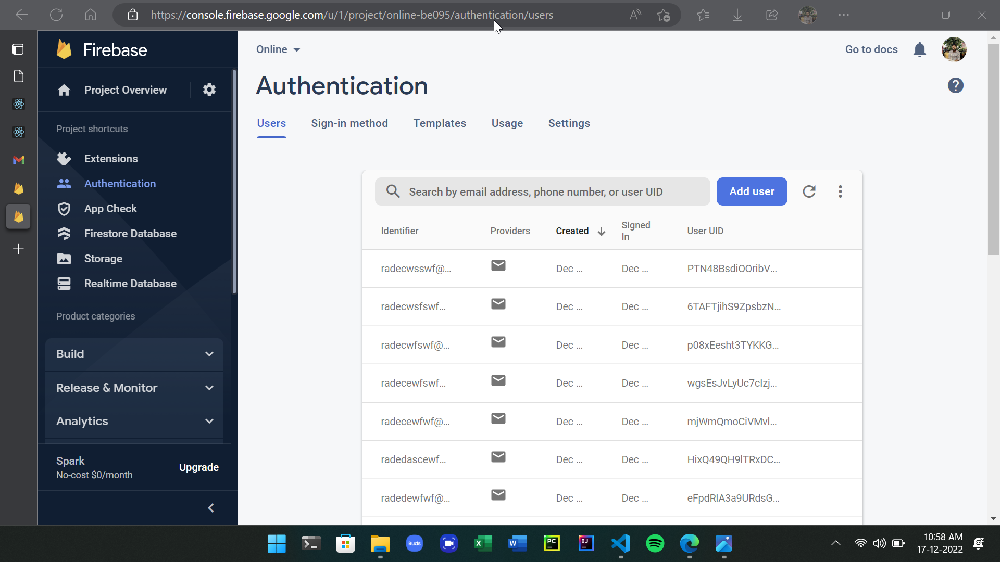 https://console.firebase.google.com/u/1/project/online-be095/authentication/users
Firebase
Project Overview
Project shortcuts
Extensions
Authentication
App Check
Firestore Database
Storage
Realtime Database
Product categories
Build
Release & Monitor
Analytics
Spark
No-cost $0/month
Upgrade
Online
Go to docs
Authentication
Users Sign-in method Templates Usage Settings
Search by email address, phone number, or user UID
Add user
Identifier Providers Created Signed In User UID
radecwsswf@... Dec ... Dec ... PTN48BsdiOOribV...
radecwsfswf... Dec ... Dec ... 6TAFTjihS9ZpsbzN...
radecwfswf@... Dec ... Dec ... p08xEesht3TYKKG...
radecewfswf... Dec ... Dec ... wgsEsJvLyUc7clzj...
radecewfwf@... Dec ... Dec ... mjWmQmoCiVMvl...
radedascewf... Dec ... Dec ... HixQ49QH9lTRxDC...
radedewfwf@... Dec ... Dec ... eFpdRlA3a9URdsG...
Buds
PC
IJ
10:58 AM
17-12-2022